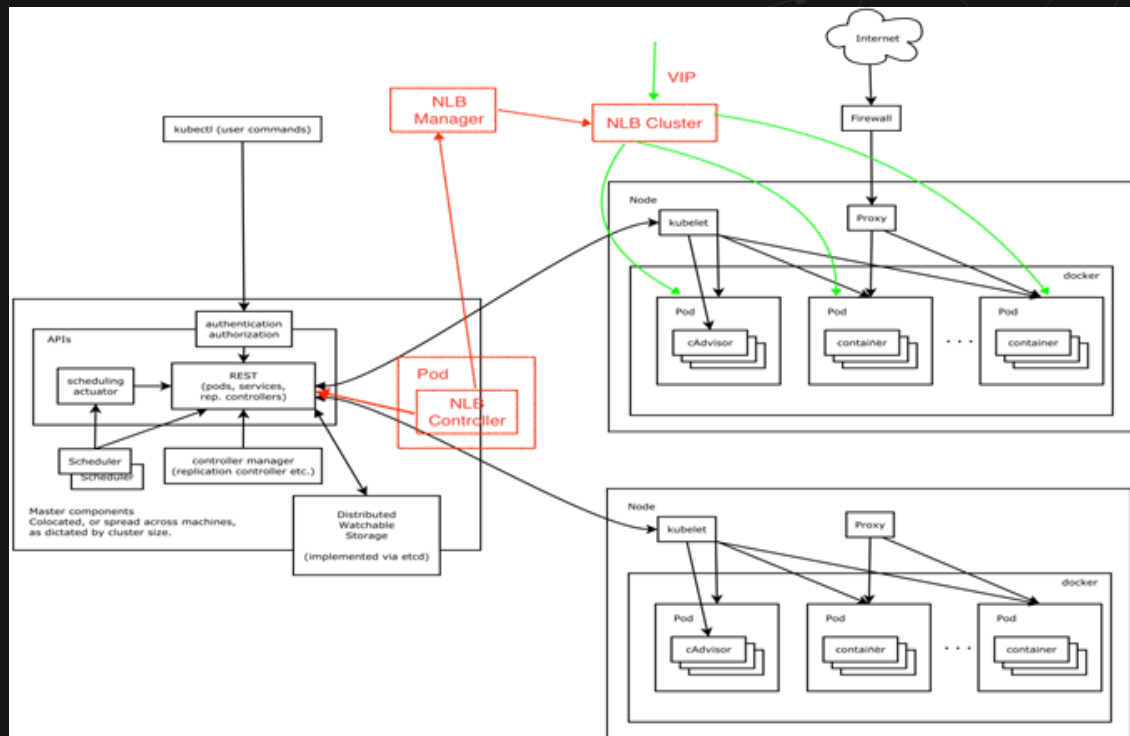 Internet
VIP
NLB
Manager
NLB Cluster
kubectl (user commands)
Firewall
Node
kubelet
Proxy
docker
Pod
cAdvisor
Pod
container
. . .
Pod
container
authentication
authorization
APIs
scheduling
actuator
REST
(pods, services,
rep. controllers)
Pod
NLB
Controller
Scheduler
Scheduler
controller manager
(replication controller etc.)
Master components
Colocated, or spread across machines,
as dictated by cluster size.
Distributed
Watchable
Storage
(implemented via etcd)
Node
kubelet
Proxy
docker
Pod
cAdvisor
Pod
container
. . .
Pod
container